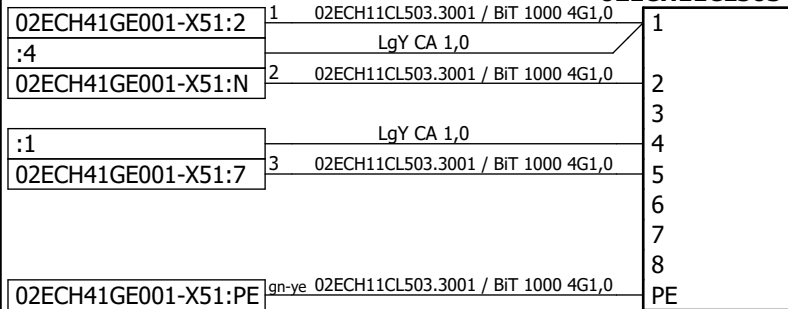 02ECH41GE001-X51:2 1 02ECH11CL503.3001 / BiT 1000 4G1,0 1
:4 LgY CA 1,0
02ECH41GE001-X51:N 2 02ECH11CL503.3001 / BiT 1000 4G1,0 2
3
:1 LgY CA 1,0 4
02ECH41GE001-X51:7 3 02ECH11CL503.3001 / BiT 1000 4G1,0 5
6
7
8
02ECH41GE001-X51:PE gn-ye 02ECH11CL503.3001 / BiT 1000 4G1,0 PE